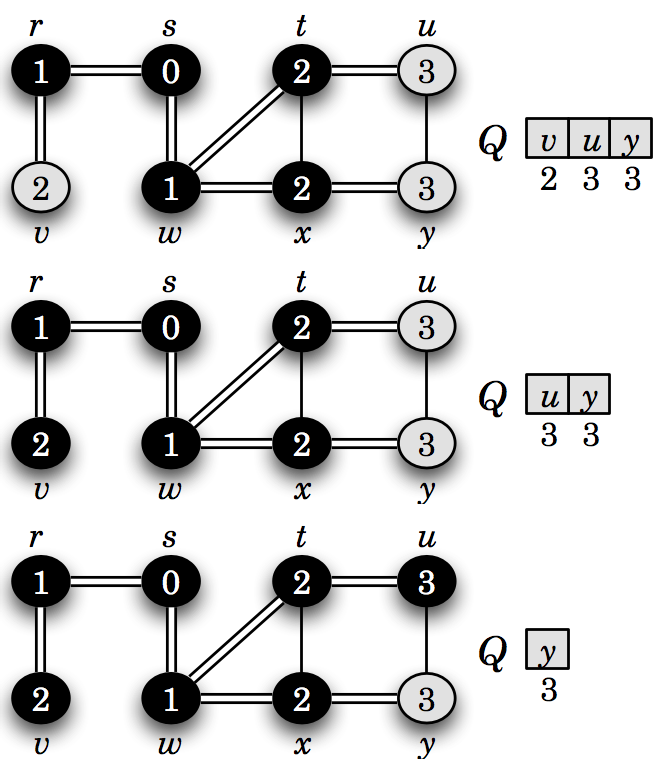 r s t u
1 0 2 3
Q v u y
2 3 3
2 1 2 3
v w x y
r s t u
1 0 2 3
Q u y
3 3
2 1 2 3
v w x y
r s t u
1 0 2 3
Q y
3
2 1 2 3
v w x y